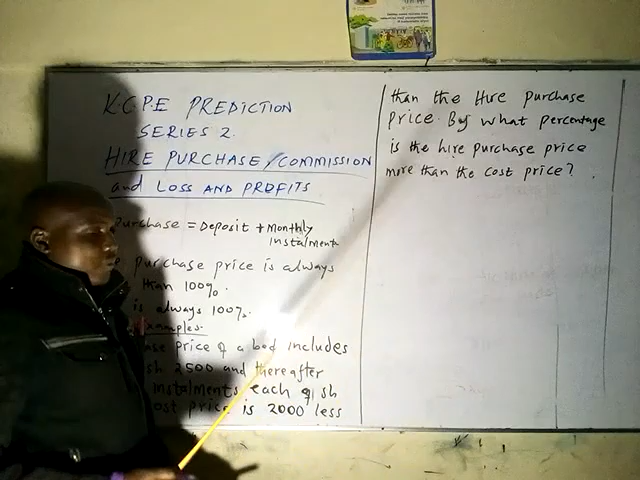 K.C.P.E PREDICTION
SERIES 2.
HIRE PURCHASE/COMMISSION
and LOSS AND PROFITS
Purchase = Deposit + Monthly
instalments
purchase price is always
than 100%.
is always 100%.
Examples.
price of a bed includes
sh 2500 and thereafter
instalments each of sh
cost price is 2000 less
than the Hire purchase
price. By what percentage
is the hire purchase price
more than the cost price?